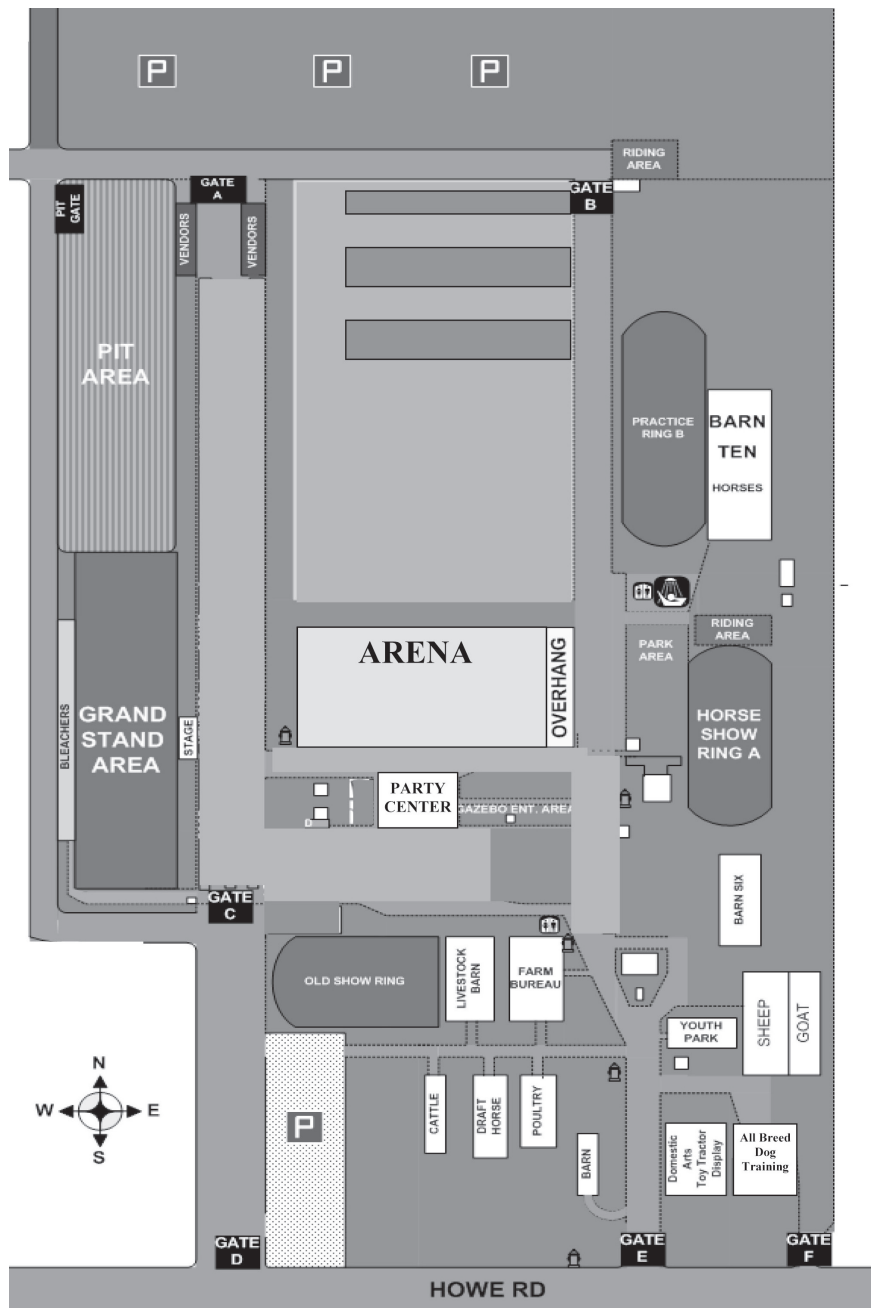 P
P
P
RIDING
AREA
GATE
A
GATE
B
PIT
GATE
VENDORS
VENDORS
PIT
AREA
PRACTICE
RING B
BARN
TEN
HORSES
RIDING
AREA
PARK
AREA
ARENA
OVERHANG
BLEACHERS
GRAND
STAND
AREA
STAGE
HORSE
SHOW
RING A
PARTY
CENTER
GAZEBO ENT. AREA
D
GATE
C
BARN SIX
OLD SHOW RING
LIVESTOCK
BARN
FARM
BUREAU
SHEEP
GOAT
YOUTH
PARK
N
W
E
S
CATTLE
DRAFT
HORSE
POULTRY
P
BARN
Domestic
Arts
Toy Tractor
Display
All Breed
Dog
Training
GATE
D
GATE
E
GATE
F
HOWE RD